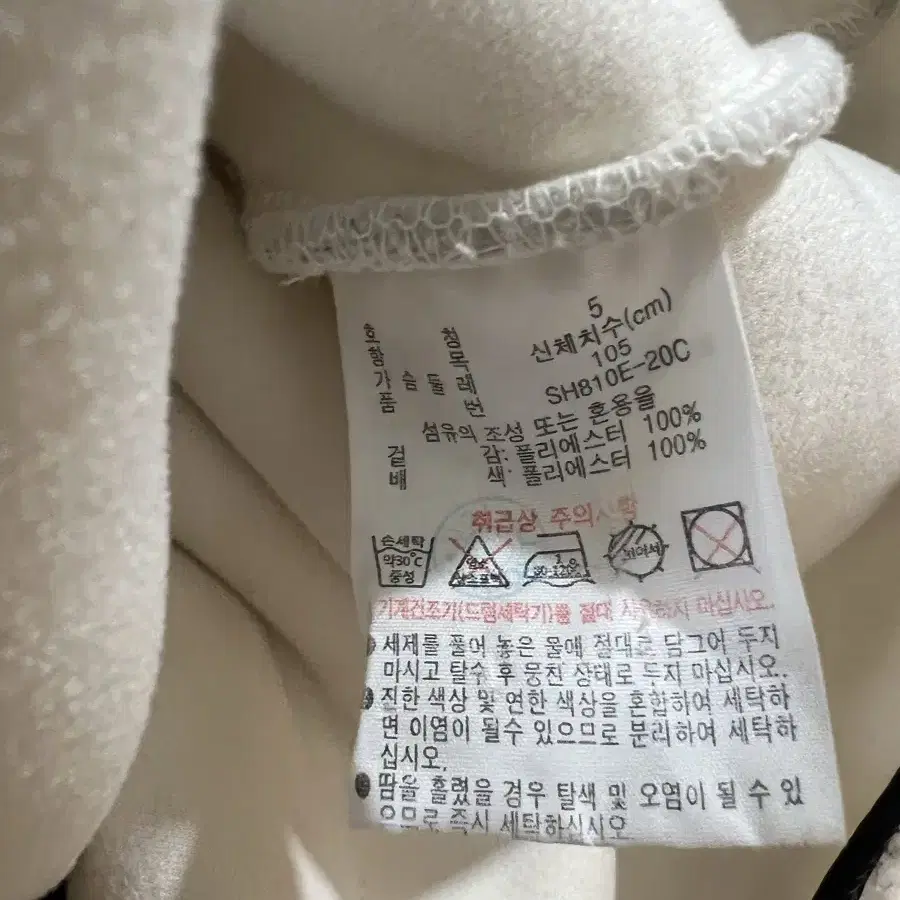 호 칭 5
항 목 신체치수(cm)
가 슴 둘 레 105
품 번 SH810E-20C
섬유의 조성 또는 혼용율
겉 감: 폴리에스터 100%
배 색: 폴리에스터 100%
취급상 주의사항
손세탁
약30℃
중성
염소
산소표백
기계건조기(드럼세탁기)를 절대 사용하지 마십시오.
세제를 풀어 놓은 물에 절대로 담그어 두지
마시고 탈수 후 뭉친 상태로 두지 마십시오.
진한 색상 및 연한 색상을 혼합하여 세탁하
면 이염이 될수 있으므로 분리하여 세탁하
십시오.
땀을 흘렸을 경우 탈색 및 오염이 될 수 있
으므로 즉시 세탁하십시오